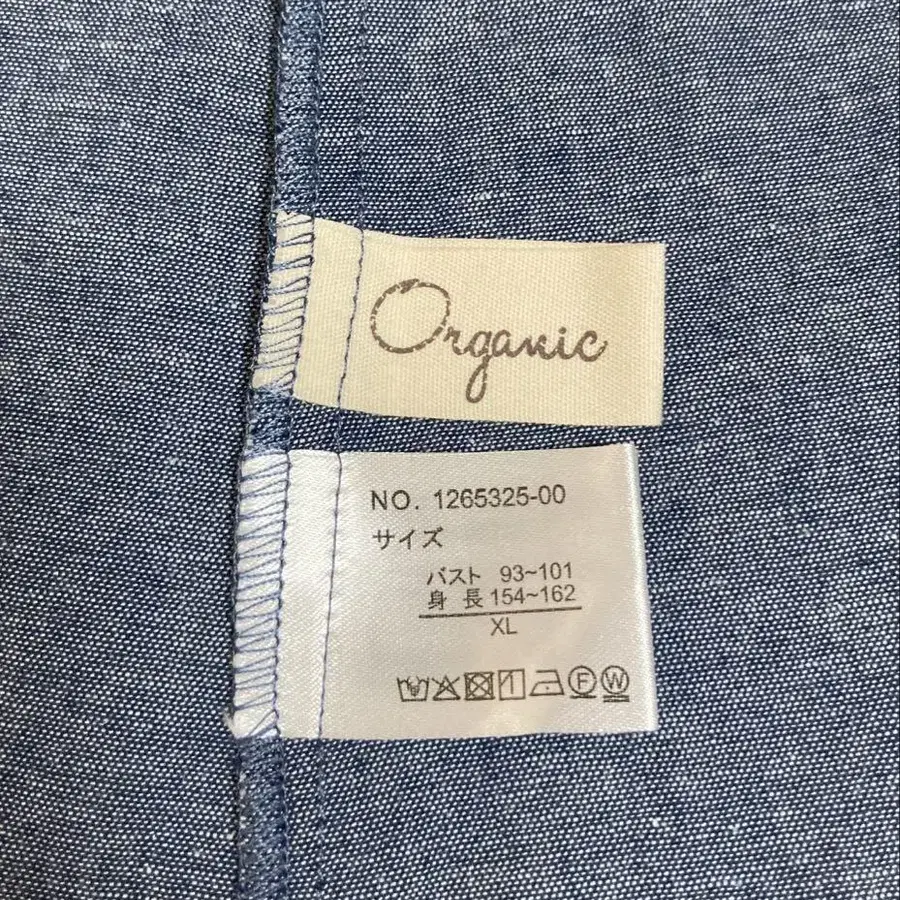 Organic
NO. 1265325-00
サイズ
バスト 93~101
身 長 154~162
XL
F W